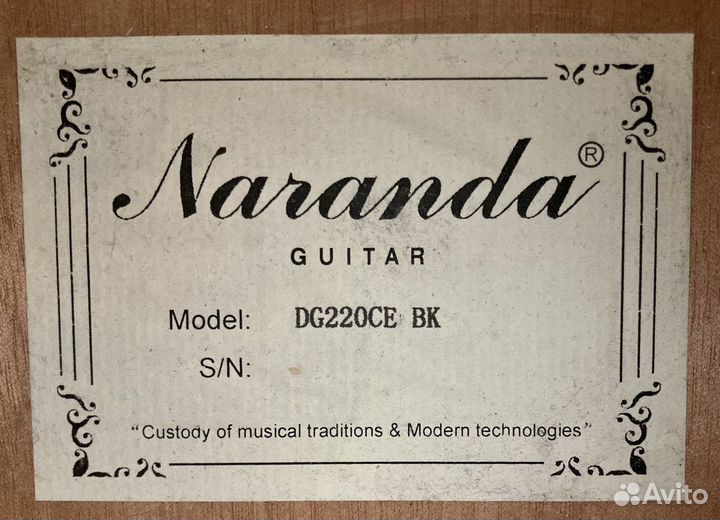 Naranda®
GUITAR
Model: DG220CE BK
S/N:
"Custody of musical traditions & Modern technologies"
Avito